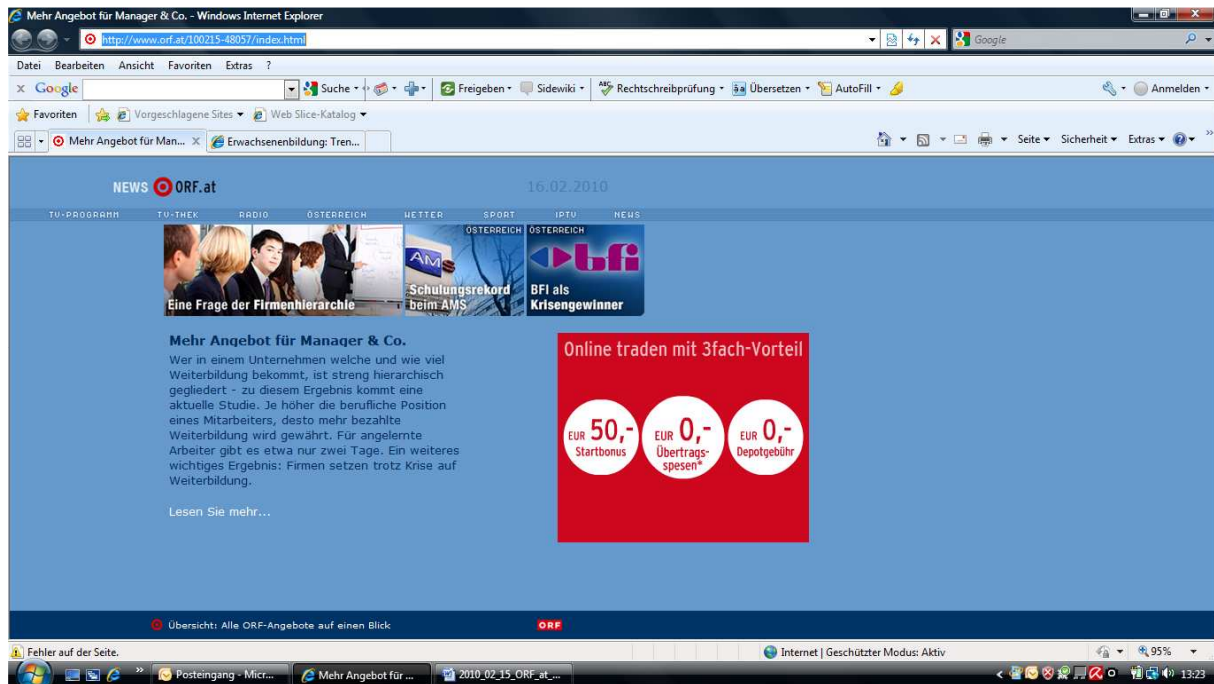 Mehr Angebot für Manager & Co. - Windows Internet Explorer
http://www.orf.at/100215-48057/index.html
Google
Datei Bearbeiten Ansicht Favoriten Extras ?
x Google Suche Freigeben Sidewiki Rechtschreibprüfung Übersetzen AutoFill Anmelden
Favoriten Vorgeschlagene Sites Web Slice-Katalog
Mehr Angebot für Man... X Erwachsenenbildung: Tren... Seite Sicherheit Extras
NEWS ORF.at 16.02.2010
TV-PROGRAMM TV-THEK RADIO ÖSTERREICH WETTER SPORT IPTV NEWS
ÖSTERREICH ÖSTERREICH
AMS bfi
Eine Frage der Firmenhierarchie
Schulungsrekord
beim AMS
BFI als
Krisengewinner
Mehr Angebot für Manager & Co.
Wer in einem Unternehmen welche und wie viel
Weiterbildung bekommt, ist streng hierarchisch
gegliedert - zu diesem Ergebnis kommt eine
aktuelle Studie. Je höher die berufliche Position
eines Mitarbeiters, desto mehr bezahlte
Weiterbildung wird gewährt. Für angelernte
Arbeiter gibt es etwa nur zwei Tage. Ein weiteres
wichtiges Ergebnis: Firmen setzen trotz Krise auf
Weiterbildung.
Lesen Sie mehr...
Online traden mit 3fach-Vorteil
EUR 50,-
Startbonus
EUR 0,-
Übertrags-
spesen*
EUR 0,-
Depotgebühr
Übersicht: Alle ORF-Angebote auf einen Blick ORF
Fehler auf der Seite. Internet | Geschützter Modus: Aktiv 95%
Posteingang - Micr... Mehr Angebot für ... 2010_02_15_ORF_at_... 13:23